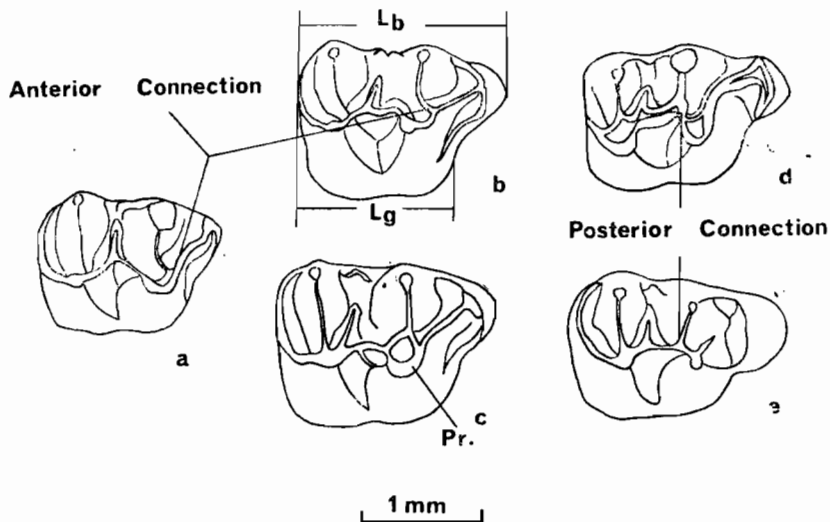 Lb
Anterior Connection
b
d
Lg
Posterior Connection
a
c
e
Pr.
1 mm